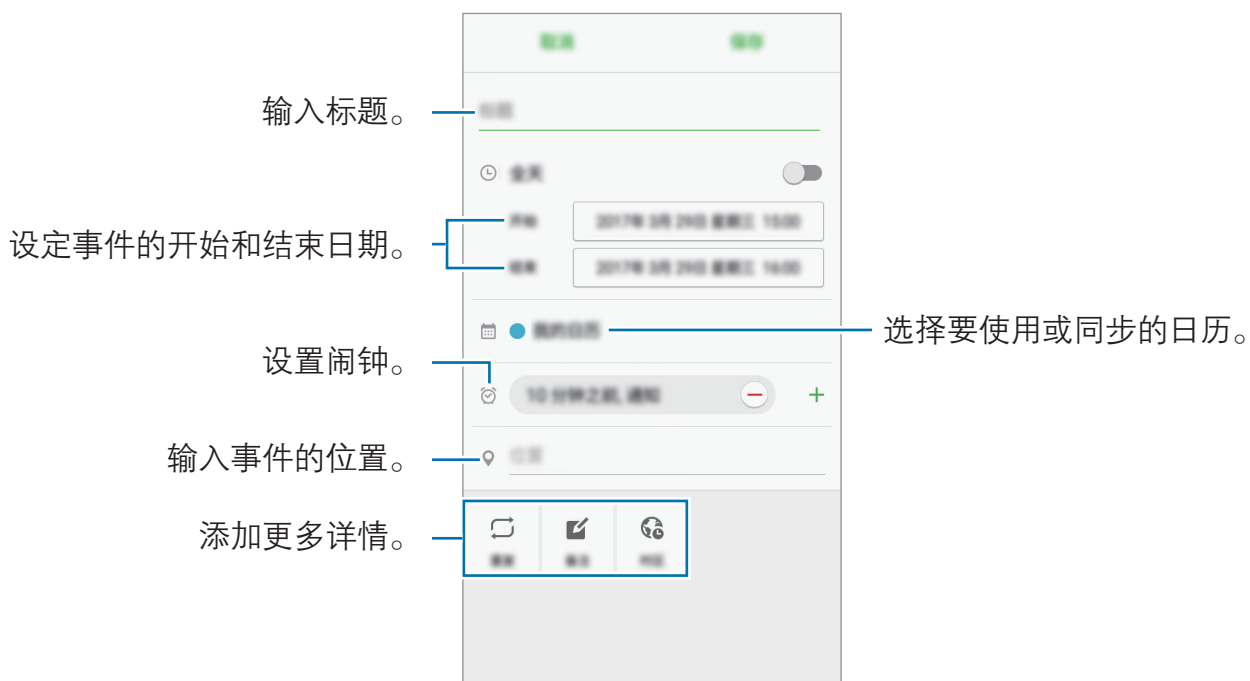 取消
保存
输入标题。
标题
全天
设定事件的开始和结束日期。
开始
2017年 3月 29日 星期三 15:00
结束
2017年 3月 29日 星期三 16:00
我的日历
选择要使用或同步的日历。
设置闹钟。
10 分钟之前, 通知
输入事件的位置。
位置
添加更多详情。